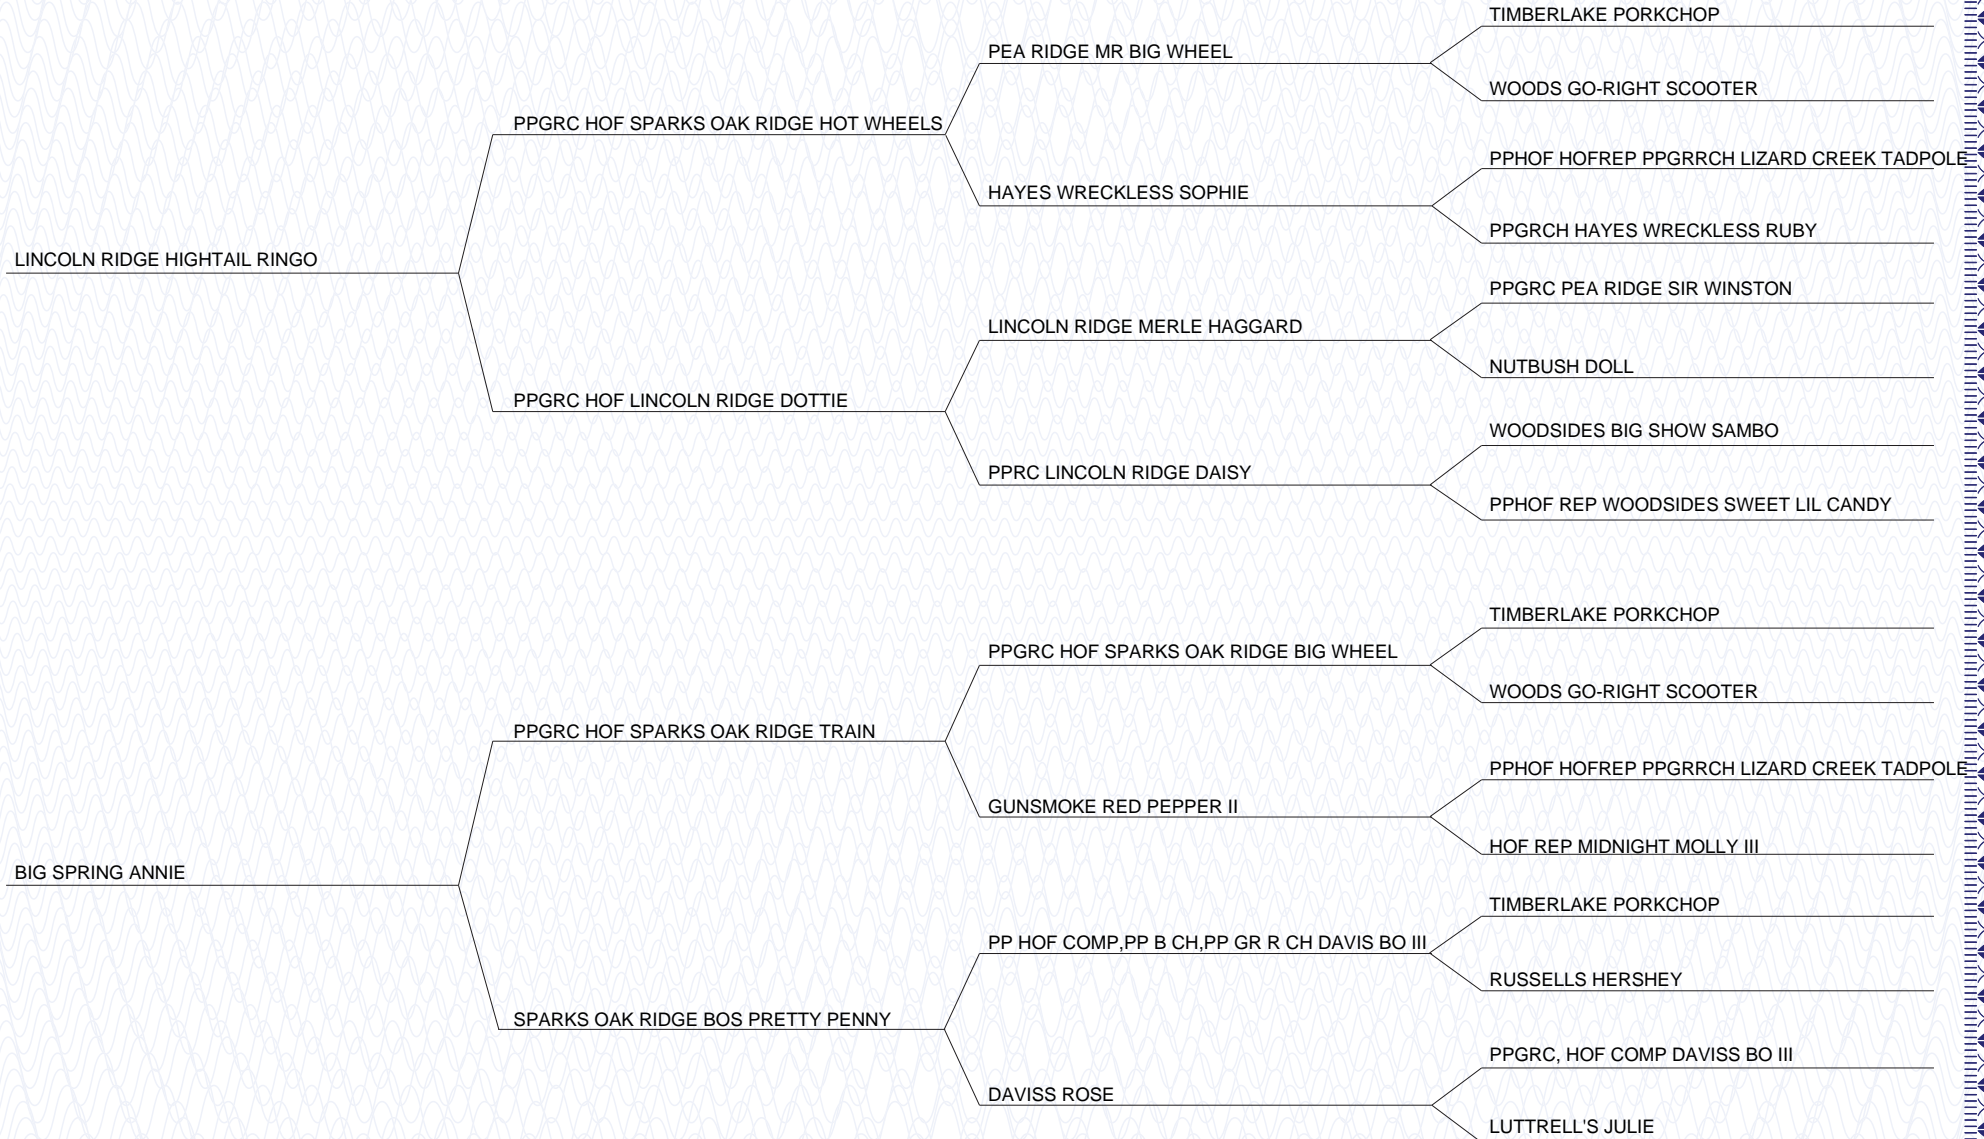 TIMBERLAKE PORKCHOP
PEA RIDGE MR BIG WHEEL
WOODS GO-RIGHT SCOOTER
PPGRC HOF SPARKS OAK RIDGE HOT WHEELS
PPHOF HOFREP PPGRRCH LIZARD CREEK TADPOLE
HAYES WRECKLESS SOPHIE
PPGRCH HAYES WRECKLESS RUBY
LINCOLN RIDGE HIGHTAIL RINGO
PPGRC PEA RIDGE SIR WINSTON
LINCOLN RIDGE MERLE HAGGARD
NUTBUSH DOLL
PPGRC HOF LINCOLN RIDGE DOTTIE
WOODSIDES BIG SHOW SAMBO
PPRC LINCOLN RIDGE DAISY
PPHOF REP WOODSIDES SWEET LIL CANDY
TIMBERLAKE PORKCHOP
PPGRC HOF SPARKS OAK RIDGE BIG WHEEL
WOODS GO-RIGHT SCOOTER
PPGRC HOF SPARKS OAK RIDGE TRAIN
PPHOF HOFREP PPGRRCH LIZARD CREEK TADPOLE
GUNSMOKE RED PEPPER II
HOF REP MIDNIGHT MOLLY III
BIG SPRING ANNIE
TIMBERLAKE PORKCHOP
PP HOF COMP,PP B CH,PP GR R CH DAVIS BO III
RUSSELLS HERSHEY
SPARKS OAK RIDGE BOS PRETTY PENNY
PPGRC, HOF COMP DAVISS BO III
DAVISS ROSE
LUTTRELL'S JULIE